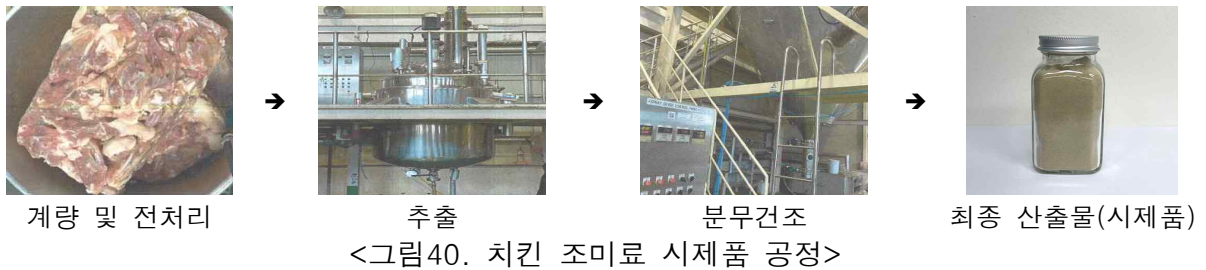 계량 및 전처리
추출
분무건조
최종 산출물(시제품)
<그림40. 치킨 조미료 시제품 공정>